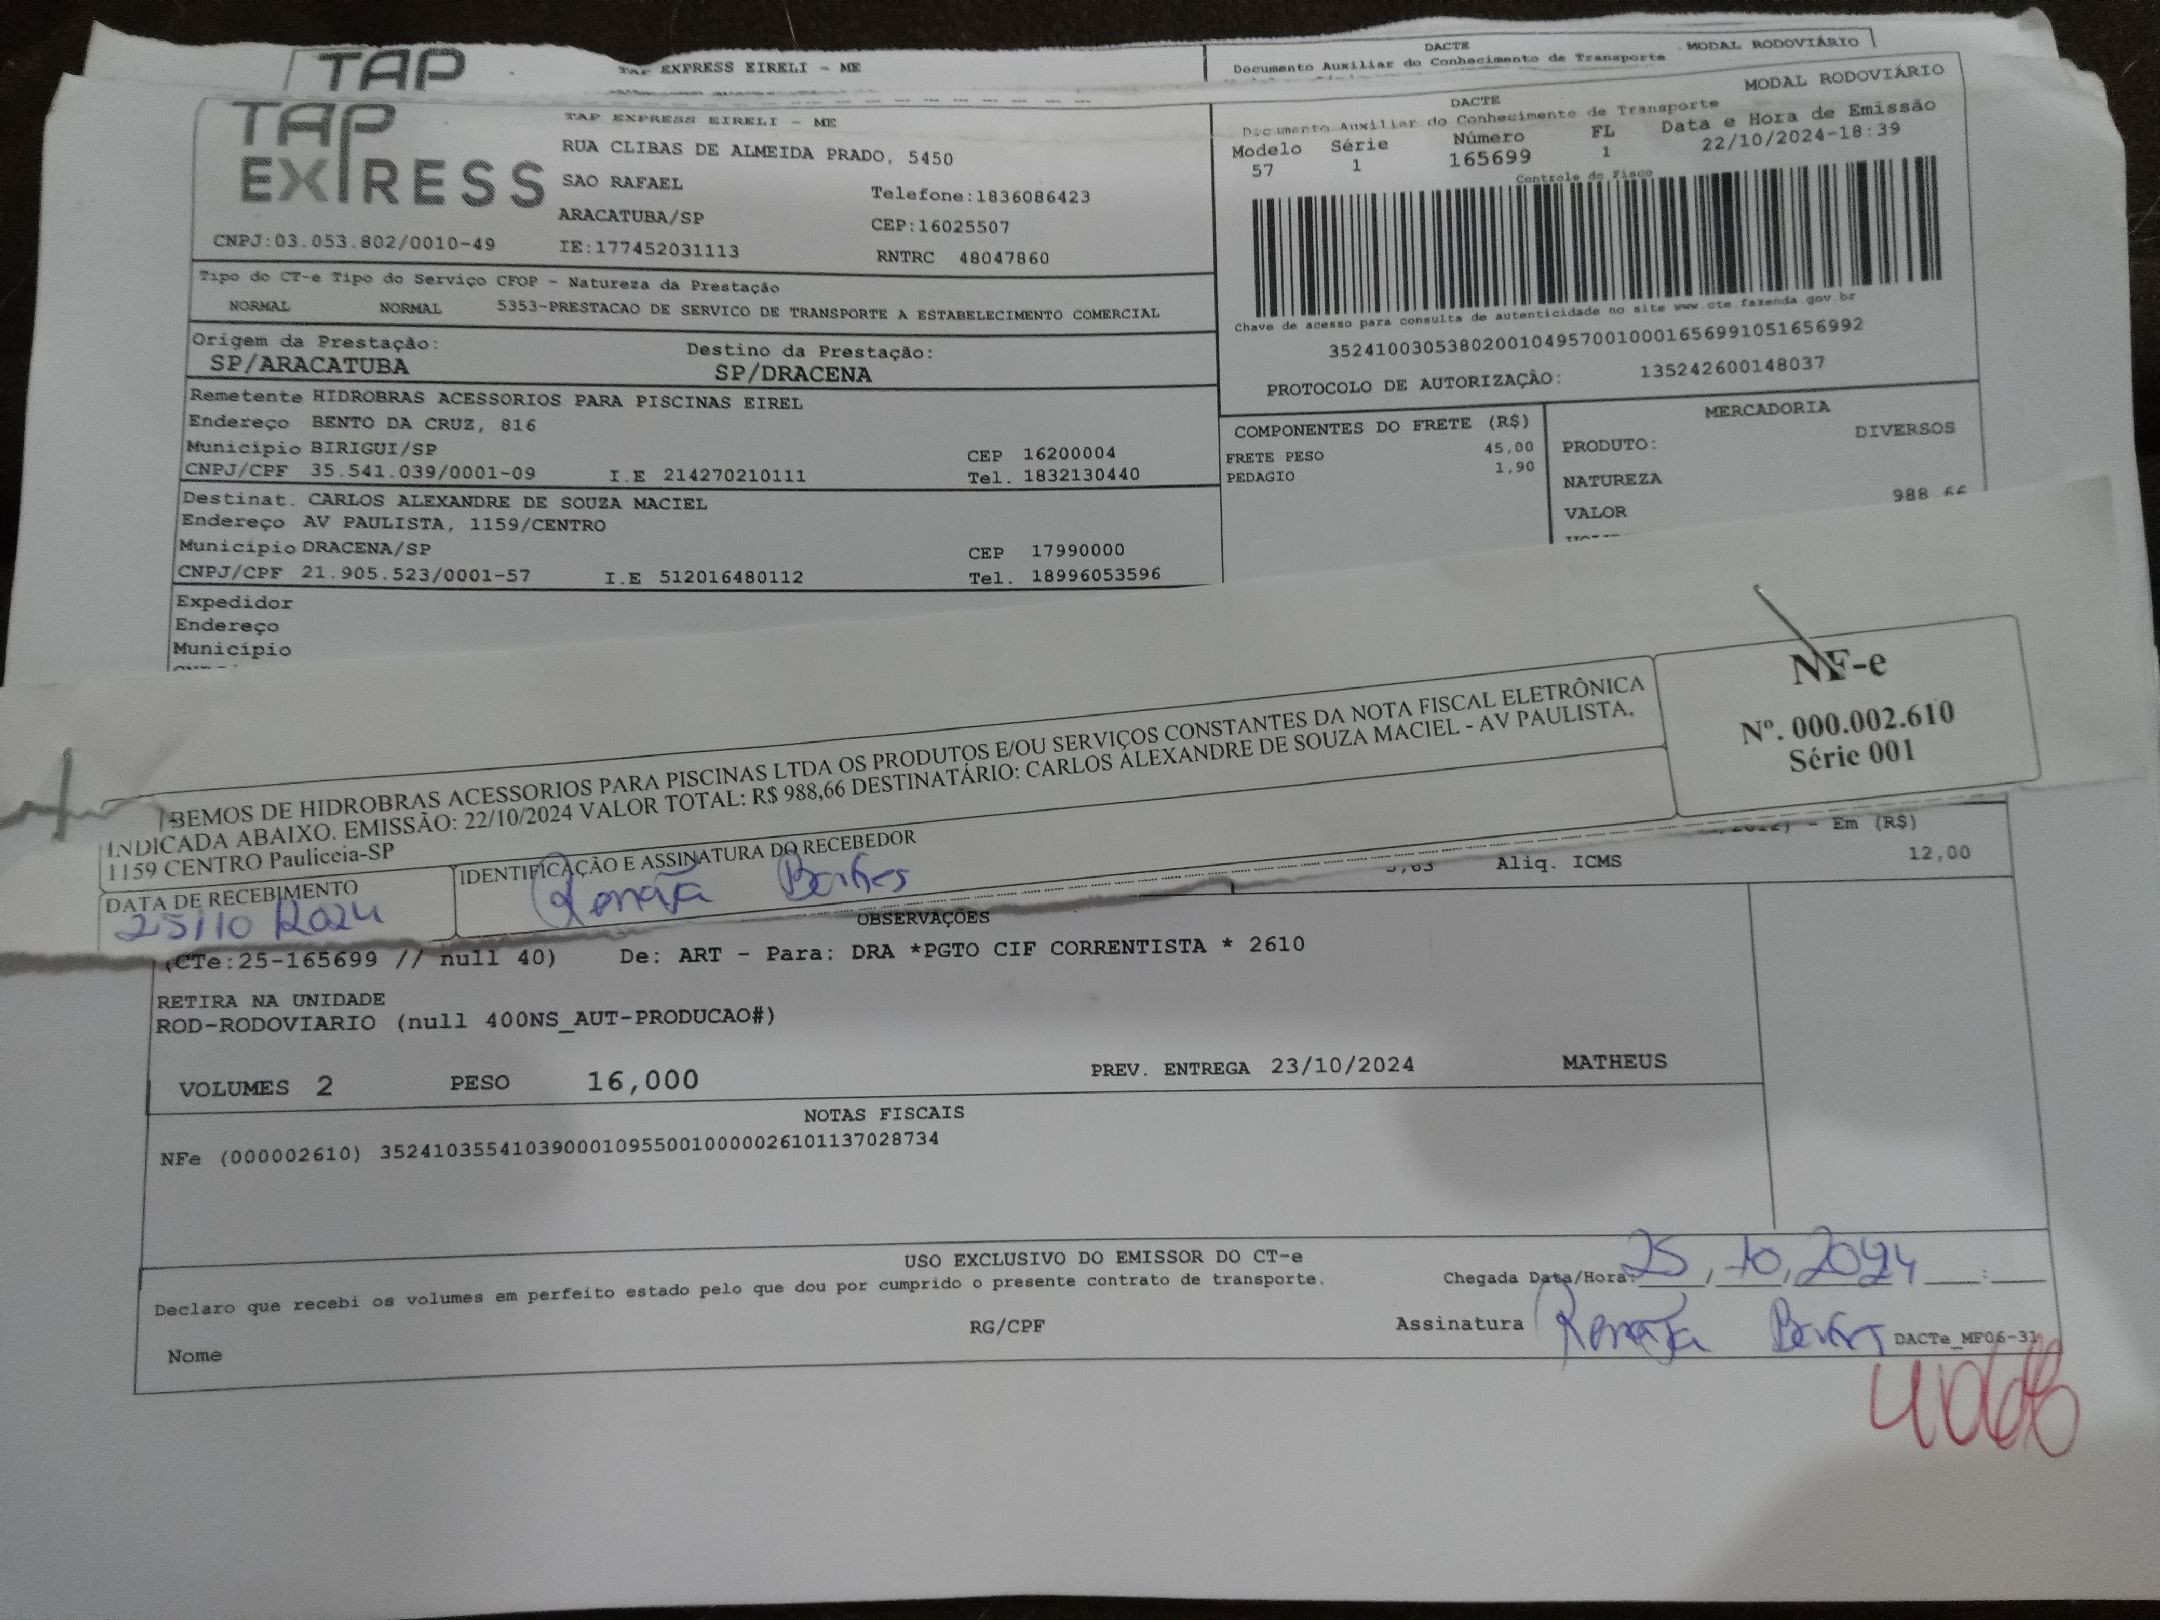 TAP
TAP EXPRESS EIRELI - ME
DACTE
Documento Auxiliar do Conhecimento de Transporte
MODAL RODOVIÁRIO
TAP
EXPRESS
CNPJ:03.053.802/0010-49
TAP EXPRESS EIRELI - ME
RUA CLIBAS DE ALMEIDA PRADO, 5450
SAO RAFAEL
Telefone:1836086423
ARACATUBA/SP
CEP:16025507
IE:177452031113
RNTRC 48047860
MODAL RODOVIÁRIO
DACTE
Documento Auxiliar do Conhecimento de Transporte
Modelo Série Número FL Data e Hora de Emissão
57 1 165699 1 22/10/2024-18:39
Controle do Fisco
Chave de acesso para consulta de autenticidade no site www.cte.fazenda.gov.br
35241003053802001049570010001656991051656992
PROTOCOLO DE AUTORIZAÇÃO: 135242600148037
Tipo do CT-e Tipo do Serviço CFOP - Natureza da Prestação
NORMAL NORMAL 5353-PRESTACAO DE SERVICO DE TRANSPORTE A ESTABELECIMENTO COMERCIAL
Origem da Prestação: Destino da Prestação:
SP/ARACATUBA SP/DRACENA
Remetente HIDROBRAS ACESSORIOS PARA PISCINAS EIREL
Endereço BENTO DA CRUZ, 816
Município BIRIGUI/SP CEP 16200004
CNPJ/CPF 35.541.039/0001-09 I.E 214270210111 Tel. 1832130440
Destinat. CARLOS ALEXANDRE DE SOUZA MACIEL
Endereço AV PAULISTA, 1159/CENTRO
Município DRACENA/SP CEP 17990000
CNPJ/CPF 21.905.523/0001-57 I.E 512016480112 Tel. 18996053596
Expedidor
Endereço
Município
COMPONENTES DO FRETE (R$)
FRETE PESO 45,00
PEDAGIO 1,90
MERCADORIA
PRODUTO: DIVERSOS
NATUREZA
VALOR 988,66
BEMOS DE HIDROBRAS ACESSORIOS PARA PISCINAS LTDA OS PRODUTOS E/OU SERVIÇOS CONSTANTES DA NOTA FISCAL ELETRÔNICA
INDICADA ABAIXO. EMISSÃO: 22/10/2024 VALOR TOTAL: R$ 988,66 DESTINATÁRIO: CARLOS ALEXANDRE DE SOUZA MACIEL - AV PAULISTA,
1159 CENTRO Pauliceia-SP
DATA DE RECEBIMENTO
25/10/2024
IDENTIFICAÇÃO E ASSINATURA DO RECEBEDOR
Renata
NF-e
Nº. 000.002.610
Série 001
- Em (R$)
Aliq. ICMS 12,00
OBSERVAÇÕES
(CTe:25-165699 // null 40) De: ART - Para: DRA *PGTO CIF CORRENTISTA * 2610
RETIRA NA UNIDADE
ROD-RODOVIARIO (null 400NS_AUT-PRODUCAO#)
VOLUMES 2 PESO 16,000 PREV. ENTREGA 23/10/2024 MATHEUS
NOTAS FISCAIS
NFe (000002610) 35241035541039000109550010000026101137028734
USO EXCLUSIVO DO EMISSOR DO CT-e
Declaro que recebi os volumes em perfeito estado pelo que dou por cumprido o presente contrato de transporte.
Chegada Data/Hora: 25, 10, 2024 :
Nome RG/CPF Assinatura Renata
DACTe_MF06-31